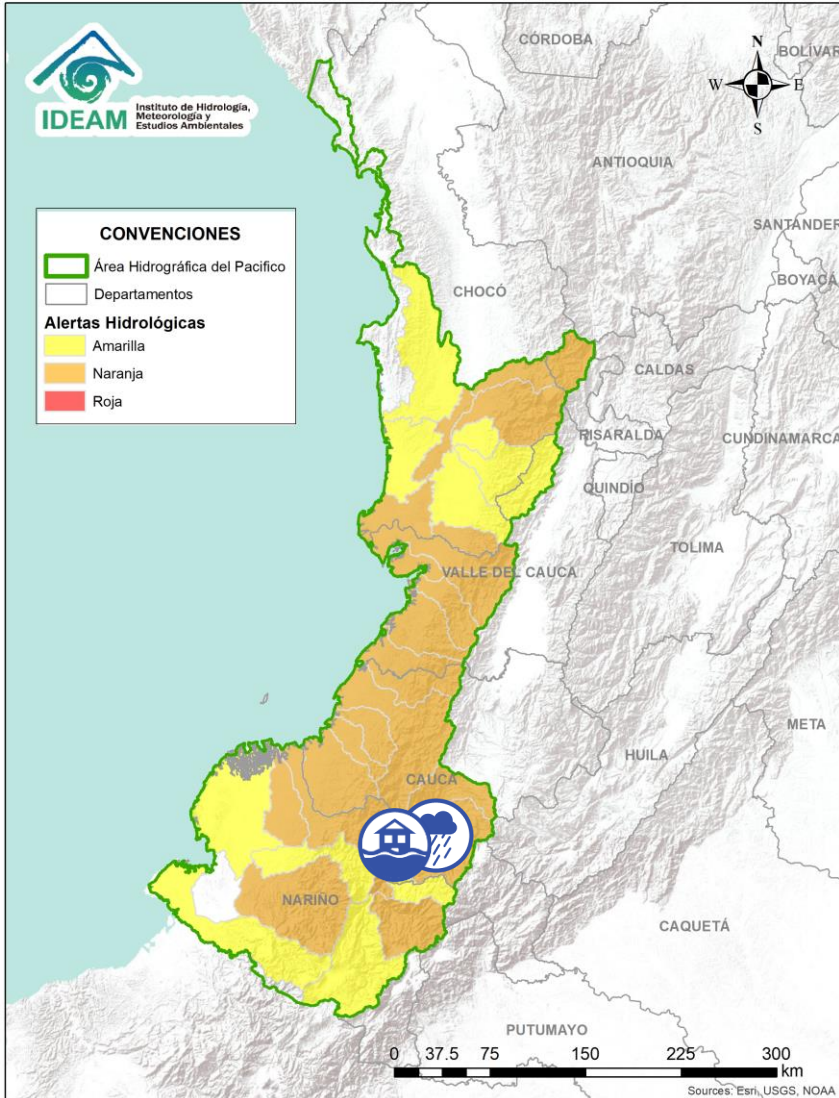 IDEAM
Instituto de Hidrología,
Meteorología y
Estudios Ambientales
CONVENCIONES
Área Hidrográfica del Pacifico
Departamentos
Alertas Hidrológicas
Amarilla
Naranja
Roja
N
W
E
S
CÓRDOBA
BOLÍVAR
ANTIOQUIA
SANTANDER
BOYACÁ
CHOCÓ
CALDAS
RISARALDA
CUNDINAMARCA
QUINDÍO
TOLIMA
VALLE DEL CAUCA
META
HUILA
CAUCA
NARIÑO
CAQUETÁ
PUTUMAYO
0 37.5 75 150 225 300
km
Sources: Esri, USGS, NOAA